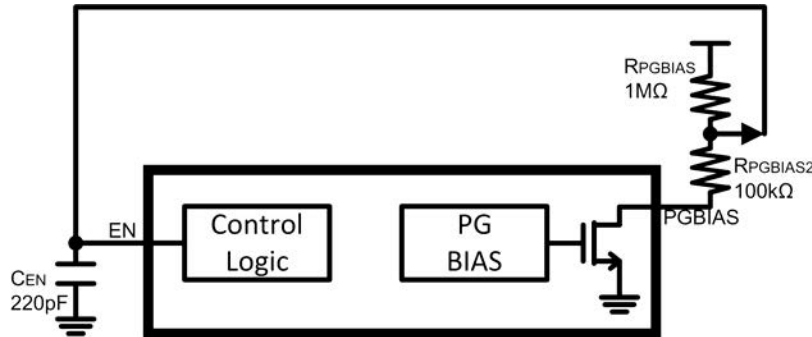 RPGBIAS
1MΩ
RPGBIAS2
100kΩ
PGBIAS
EN
Control
Logic
PG
BIAS
CEN
220pF